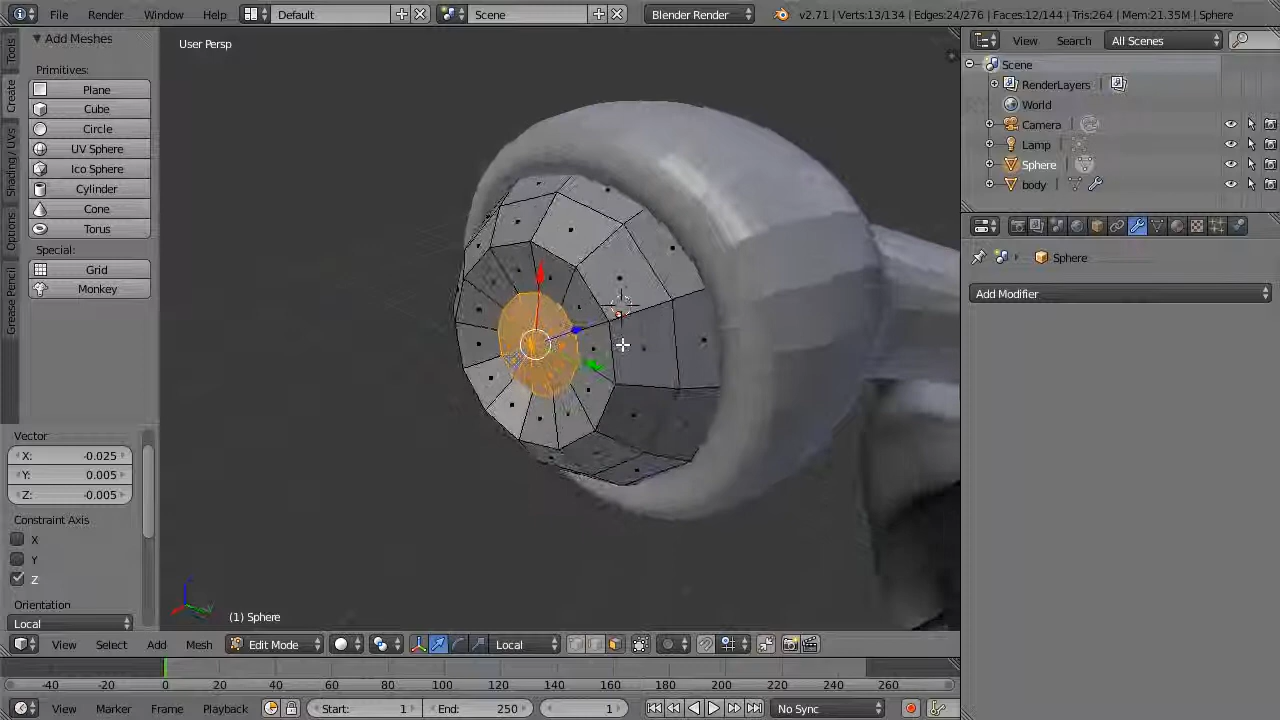 File Render Window Help Default Scene Blender Render v2.71 | Verts:13/134 | Edges:24/276 | Faces:12/144 | Tris:264 | Mem:21.35M | Sphere
Tools
Create
Shading / UVs
Options
Grease Pencil
Add Meshes
Primitives:
Plane
Cube
Circle
UV Sphere
Ico Sphere
Cylinder
Cone
Torus
Special:
Grid
Monkey
Vector
X: -0.025
Y: 0.005
Z: -0.005
Constraint Axis
X
Y
Z
Orientation
Local
User Persp
(1) Sphere
View Search All Scenes
Scene
RenderLayers
World
Camera
Lamp
Sphere
body
Sphere
Add Modifier
View Select Add Mesh Edit Mode Local
-40 -20 0 20 40 60 80 100 120 140 160 180 200 220 240 260
View Marker Frame Playback Start: 1 End: 250 1 No Sync